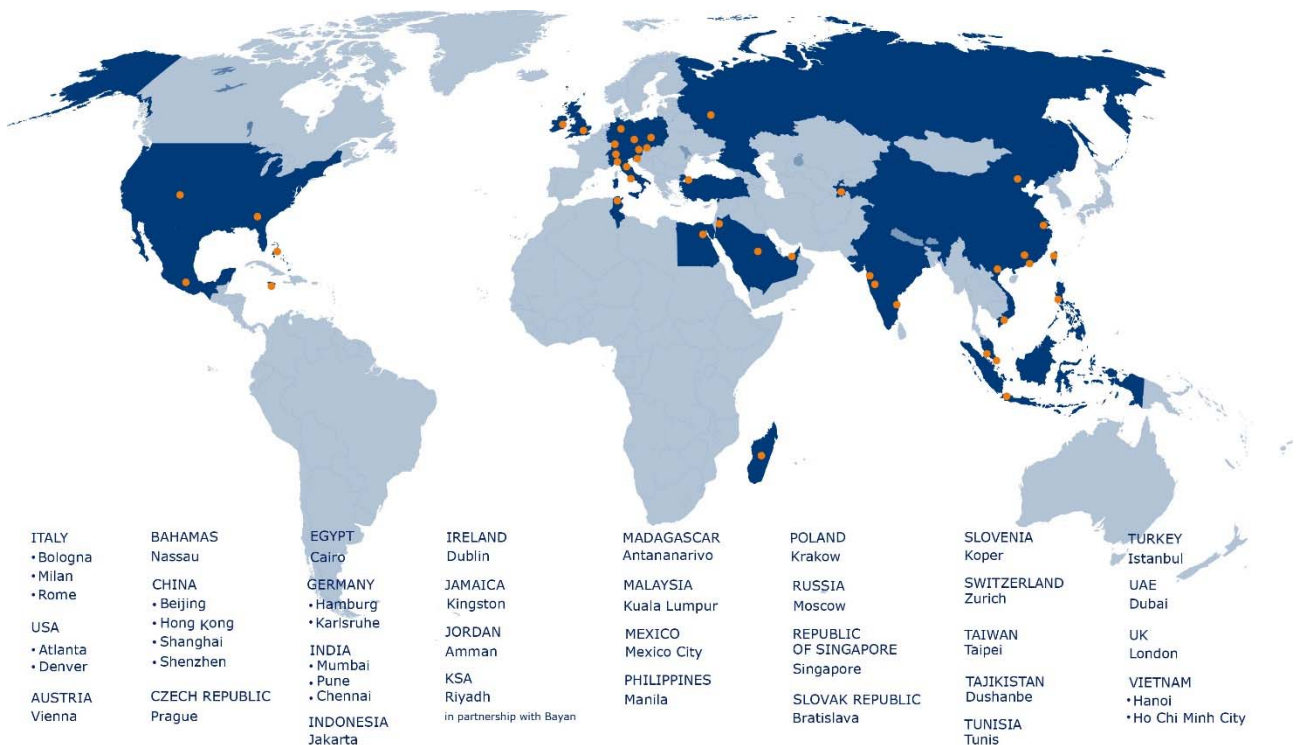 ITALY
• Bologna
• Milan
• Rome
USA
• Atlanta
• Denver
AUSTRIA
Vienna
BAHAMAS
Nassau
CHINA
• Beijing
• Hong Kong
• Shanghai
• Shenzhen
CZECH REPUBLIC
Prague
EGYPT
Cairo
GERMANY
• Hamburg
• Karlsruhe
INDIA
• Mumbai
• Pune
• Chennai
INDONESIA
Jakarta
IRELAND
Dublin
JAMAICA
Kingston
JORDAN
Amman
KSA
Riyadh
in partnership with Bayan
MADAGASCAR
Antananarivo
MALAYSIA
Kuala Lumpur
MEXICO
Mexico City
PHILIPPINES
Manila
POLAND
Krakow
RUSSIA
Moscow
REPUBLIC
OF SINGAPORE
Singapore
SLOVAK REPUBLIC
Bratislava
SLOVENIA
Koper
SWITZERLAND
Zurich
TAIWAN
Taipei
TAJIKISTAN
Dushanbe
TUNISIA
Tunis
TURKEY
Istanbul
UAE
Dubai
UK
London
VIETNAM
• Hanoi
• Ho Chi Minh City